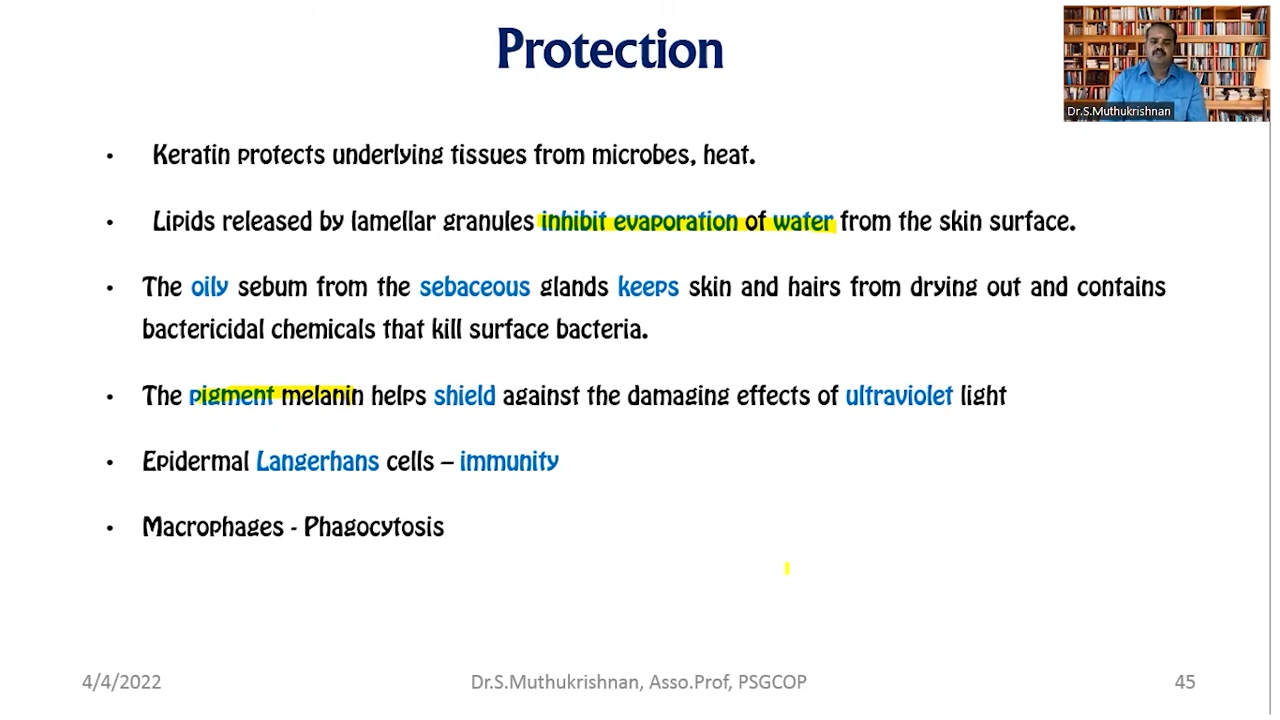 Protection
Dr.S.Muthukrishnan
• Keratin protects underlying tissues from microbes, heat.
• Lipids released by lamellar granules inhibit evaporation of water from the skin surface.
• The oily sebum from the sebaceous glands keeps skin and hairs from drying out and contains
bactericidal chemicals that kill surface bacteria.
• The pigment melanin helps shield against the damaging effects of ultraviolet light
• Epidermal Langerhans cells – immunity
• Macrophages - Phagocytosis
4/4/2022
Dr.S.Muthukrishnan, Asso.Prof, PSGCOP
45